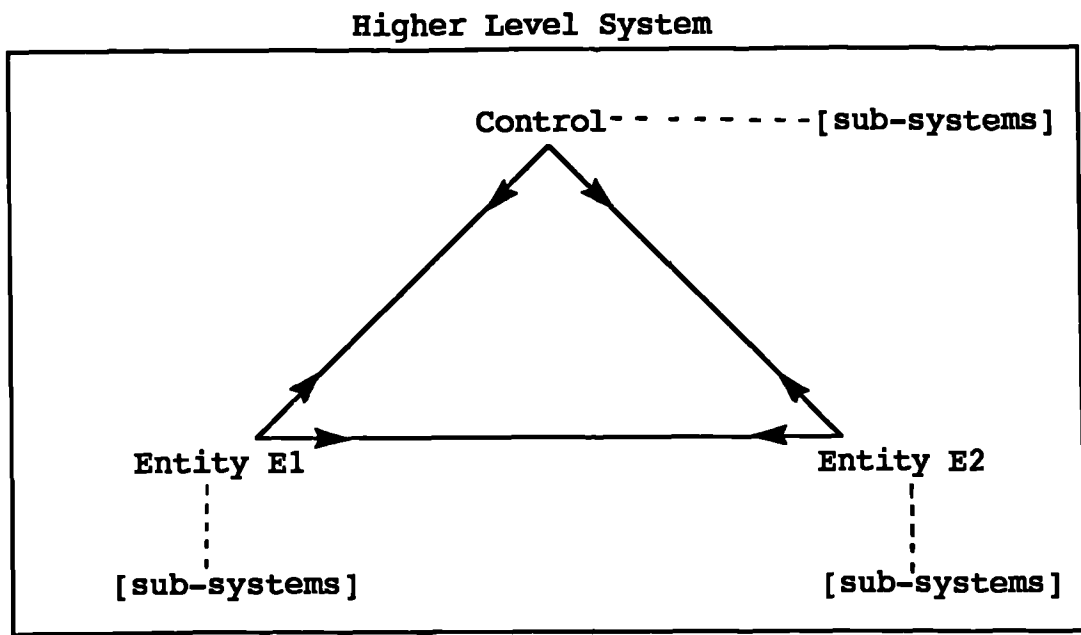 Higher Level System
Control [sub-systems]
Entity E1
Entity E2
[sub-systems]
[sub-systems]